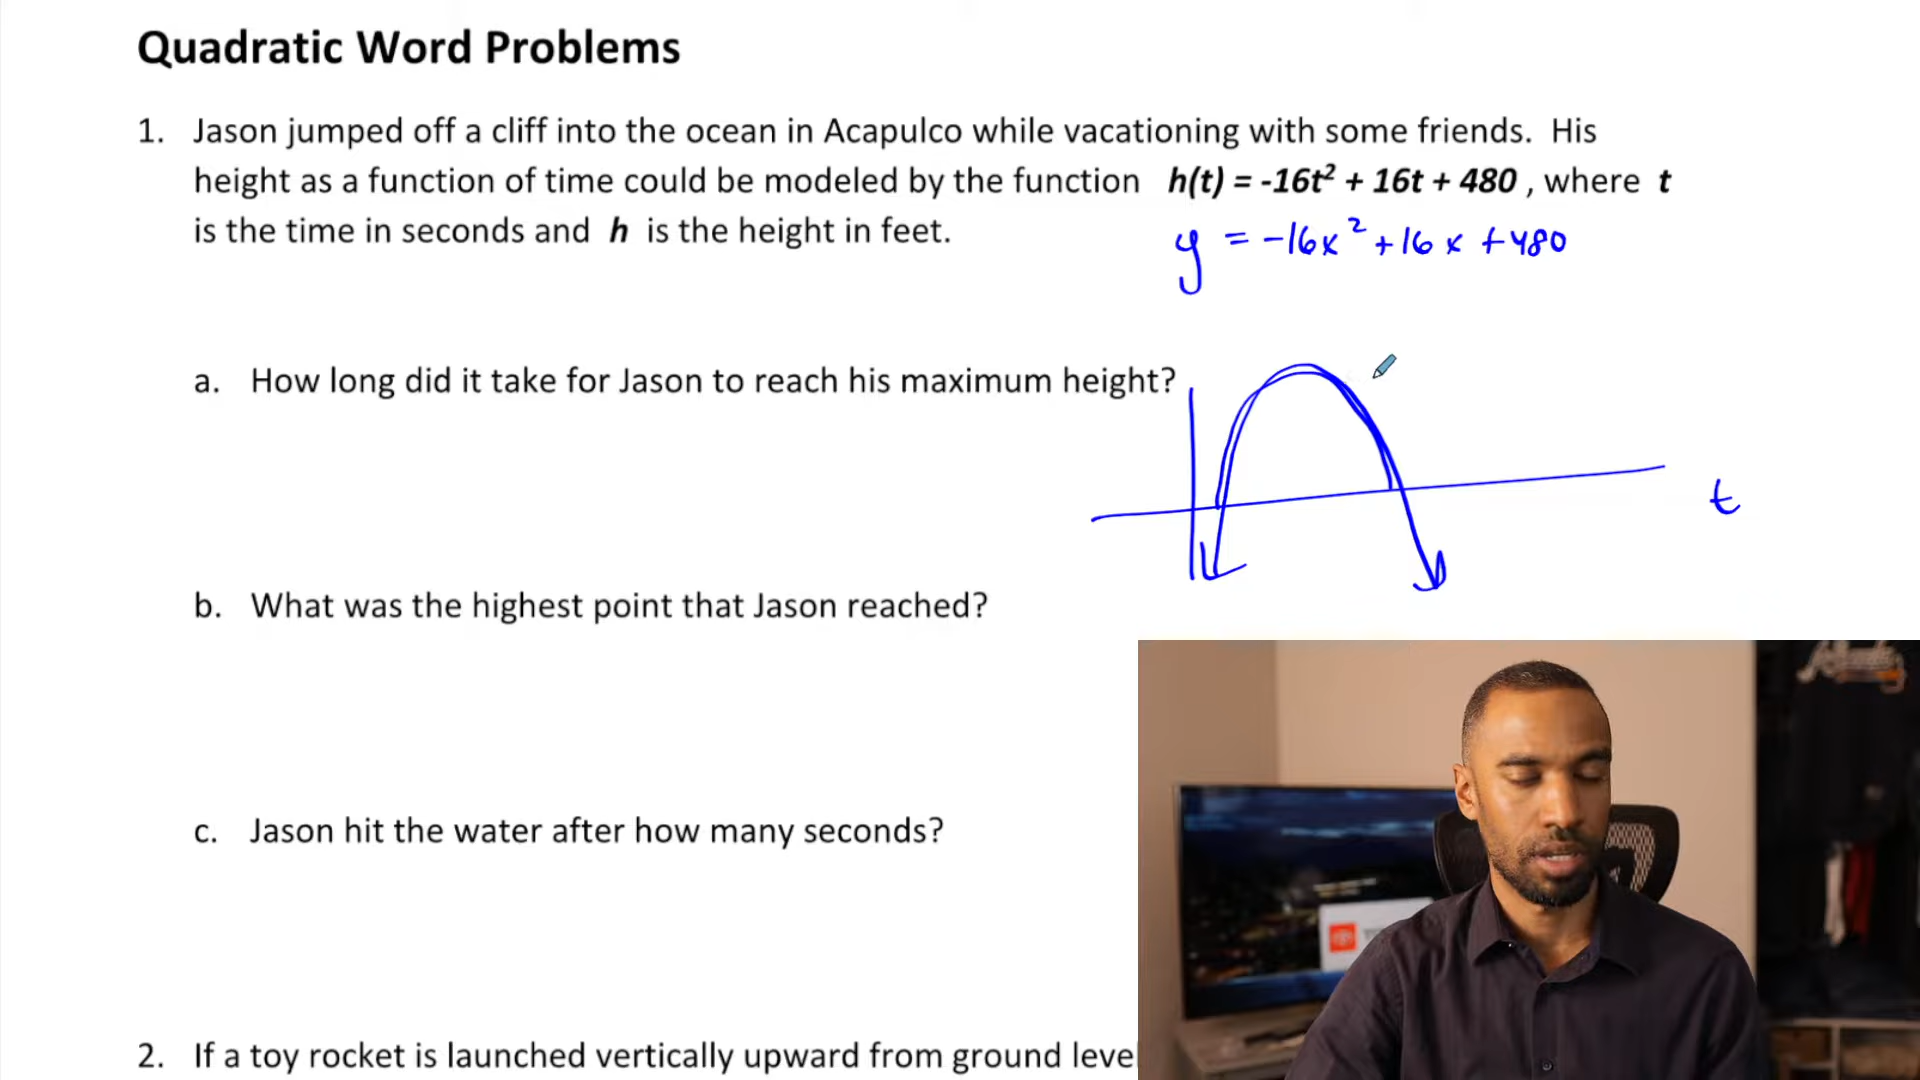 Quadratic Word Problems
1. Jason jumped off a cliff into the ocean in Acapulco while vacationing with some friends. His
height as a function of time could be modeled by the function h(t) = -16t² + 16t + 480 , where t
is the time in seconds and h is the height in feet.
y = -16x² + 16x + 480
a. How long did it take for Jason to reach his maximum height?
t
b. What was the highest point that Jason reached?
c. Jason hit the water after how many seconds?
2. If a toy rocket is launched vertically upward from ground leve